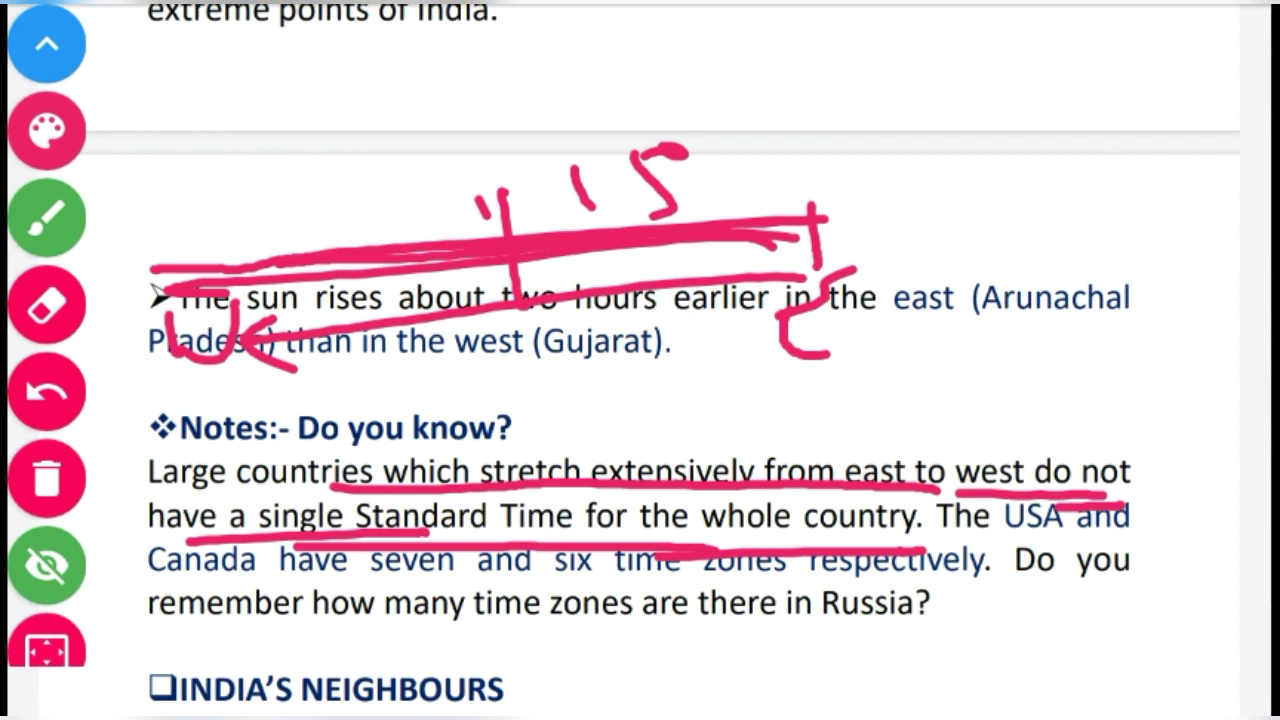 extreme points of India.
15
➤The sun rises about two hours earlier in the east (Arunachal
Pradesh) than in the west (Gujarat).
W
E
❖Notes:- Do you know?
Large countries which stretch extensively from east to west do not
have a single Standard Time for the whole country. The USA and
Canada have seven and six time zones respectively. Do you
remember how many time zones are there in Russia?
❑INDIA’S NEIGHBOURS